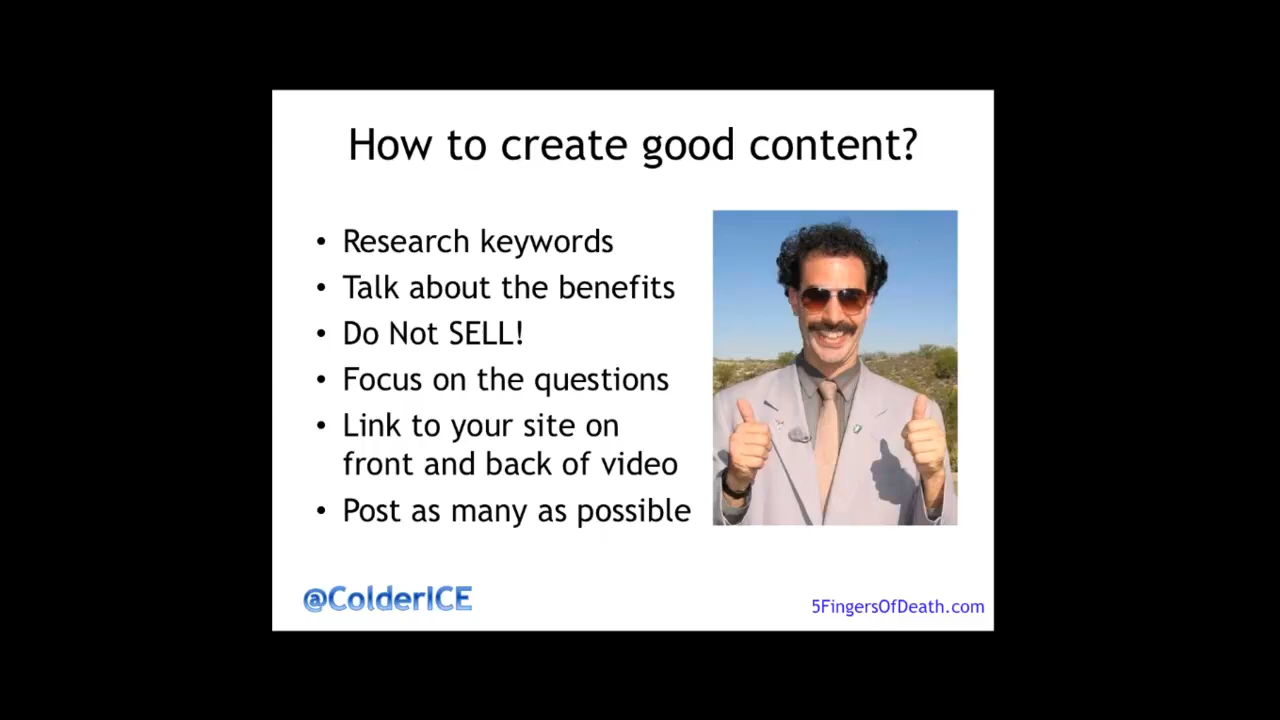 How to create good content?
• Research keywords
• Talk about the benefits
• Do Not SELL!
• Focus on the questions
• Link to your site on
front and back of video
• Post as many as possible
@ColderICE
5FingersOfDeath.com